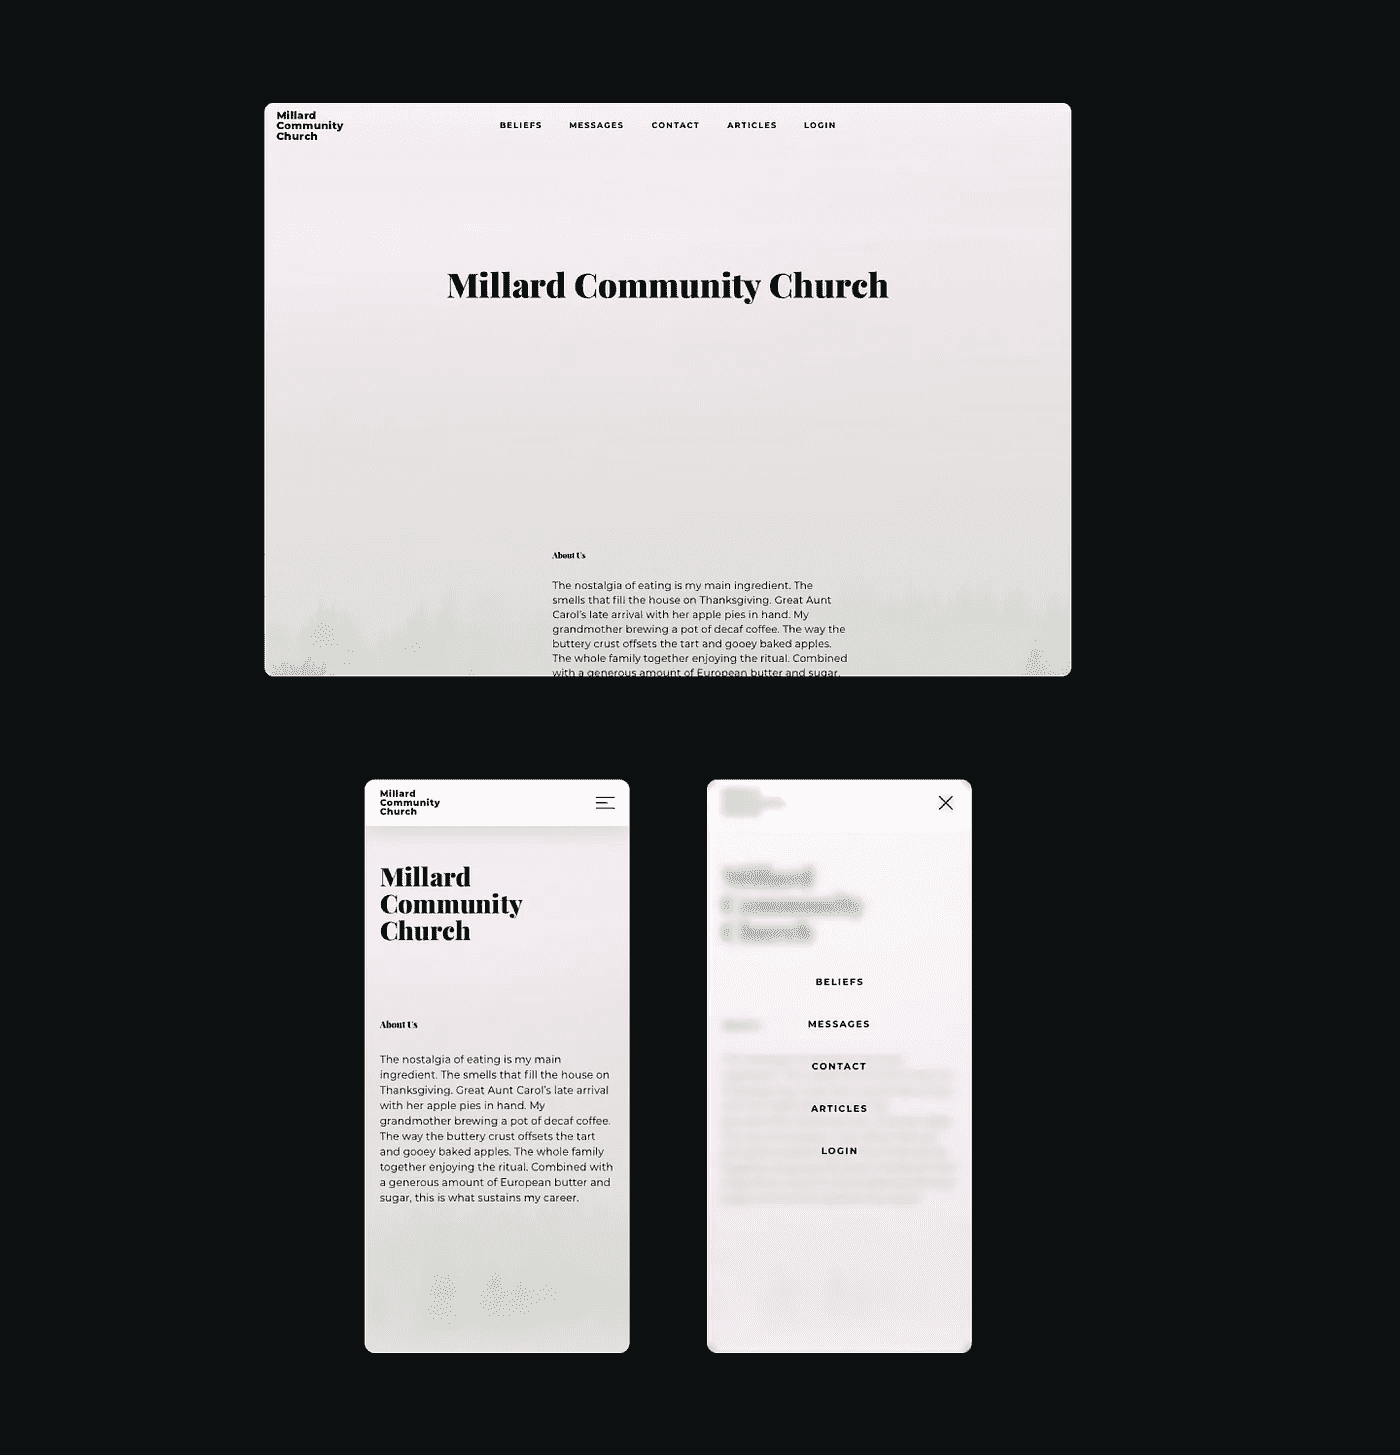 Millard
Community
Church
BELIEFS MESSAGES CONTACT ARTICLES LOGIN
Millard Community Church
About Us
The nostalgia of eating is my main ingredient. The
smells that fill the house on Thanksgiving. Great Aunt
Carol's late arrival with her apple pies in hand. My
grandmother brewing a pot of decaf coffee. The way the
buttery crust offsets the tart and gooey baked apples.
The whole family together enjoying the ritual. Combined
with a generous amount of European butter and sugar,
Millard
Community
Church
Millard
Community
Church
About Us
The nostalgia of eating is my main
ingredient. The smells that fill the house on
Thanksgiving. Great Aunt Carol's late arrival
with her apple pies in hand. My
grandmother brewing a pot of decaf coffee.
The way the buttery crust offsets the tart
and gooey baked apples. The whole family
together enjoying the ritual. Combined with
a generous amount of European butter and
sugar, this is what sustains my career.
BELIEFS
MESSAGES
CONTACT
ARTICLES
LOGIN